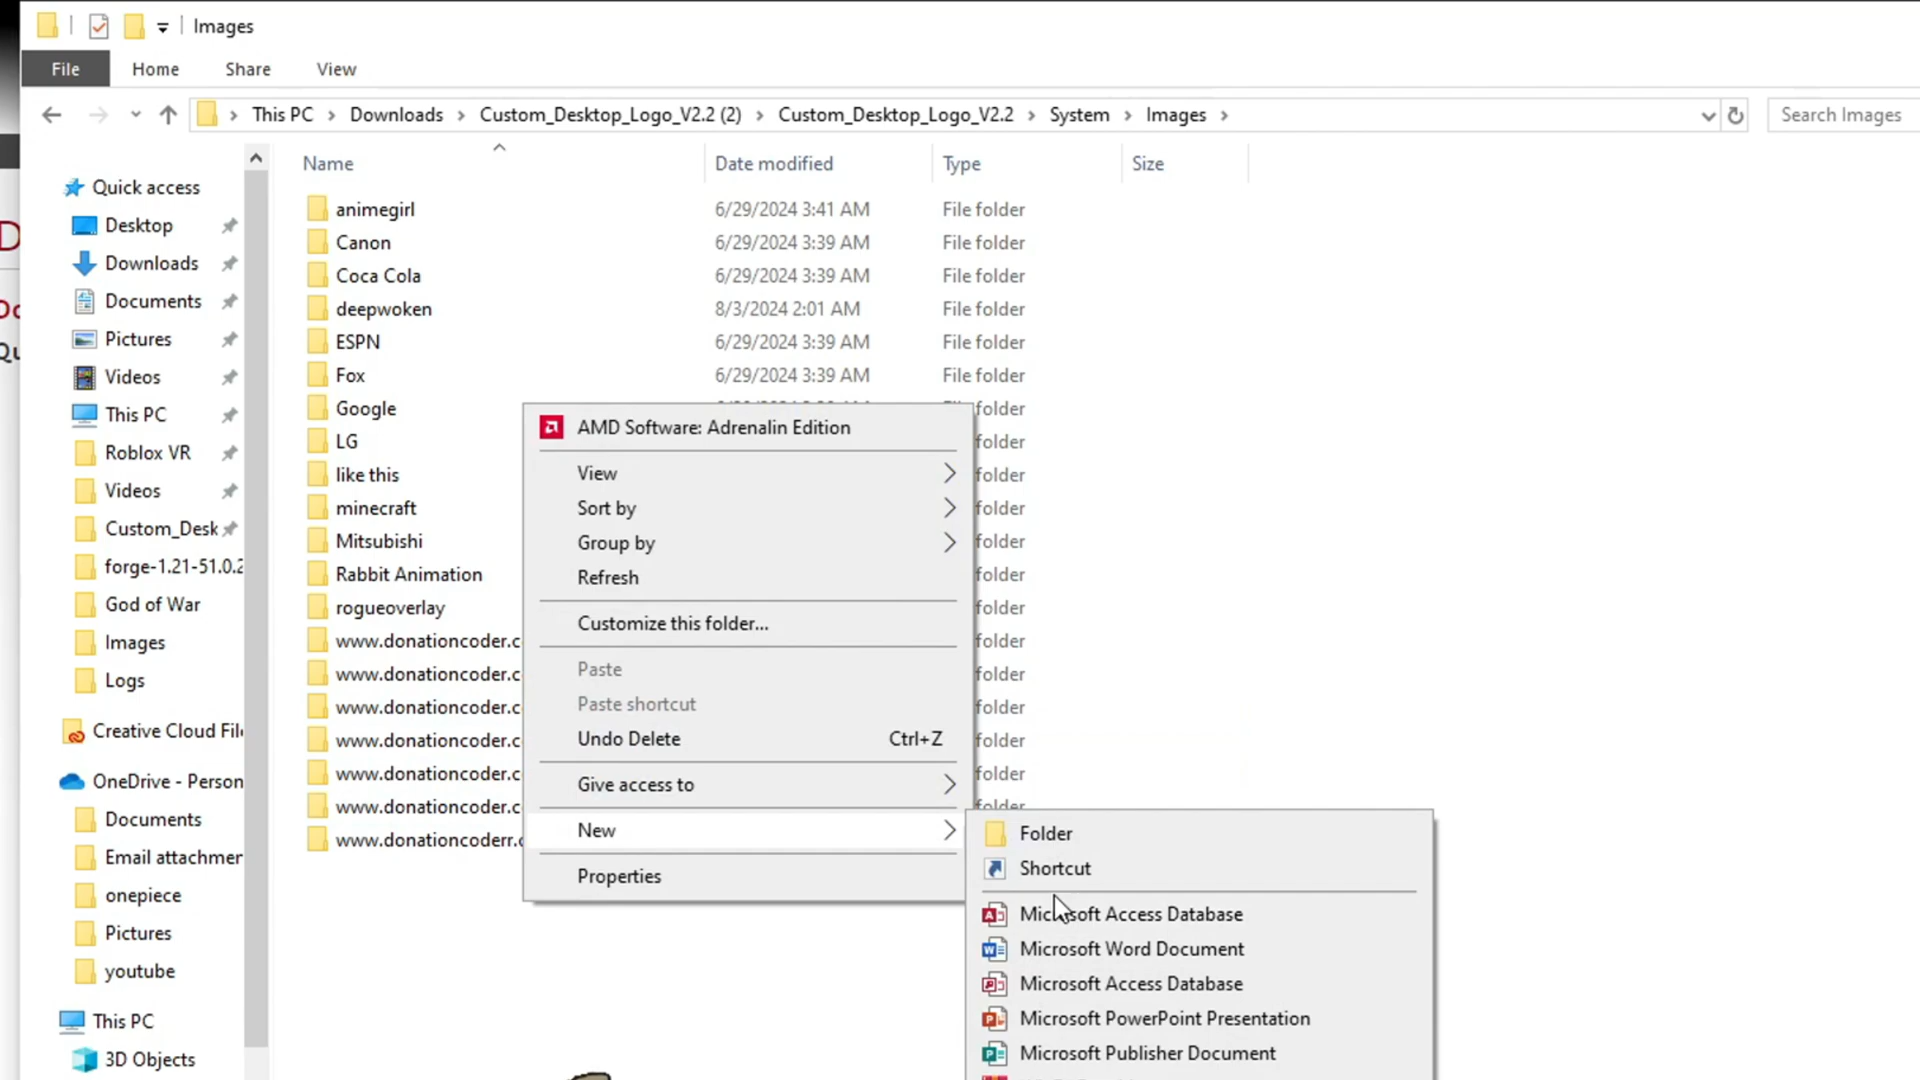 Images
File Home Share View
This PC Downloads Custom_Desktop_Logo_V2.2 (2) Custom_Desktop_Logo_V2.2 System Images Search Images
Name Date modified Type Size
Quick access
Desktop
Downloads
Documents
Pictures
Videos
This PC
Roblox VR
Videos
Custom_Desk
forge-1.21-51.0.2
God of War
Images
Logs
Creative Cloud File
OneDrive - Person
Documents
Email attachmer
onepiece
Pictures
youtube
This PC
3D Objects
animegirl 6/29/2024 3:41 AM File folder
Canon 6/29/2024 3:39 AM File folder
Coca Cola 6/29/2024 3:39 AM File folder
deepwoken 8/3/2024 2:01 AM File folder
ESPN 6/29/2024 3:39 AM File folder
Fox 6/29/2024 3:39 AM File folder
Google folder
LG folder
like this folder
minecraft folder
Mitsubishi folder
Rabbit Animation folder
rogueoverlay folder
www.donationcoder.c folder
www.donationcoder.c folder
www.donationcoder.c folder
www.donationcoder.c folder
www.donationcoder.c folder
www.donationcoder.c folder
www.donationcoderr.c
AMD Software: Adrenalin Edition
View
Sort by
Group by
Refresh
Customize this folder...
Paste
Paste shortcut
Undo Delete Ctrl+Z
Give access to
New
Properties
Folder
Shortcut
Microsoft Access Database
Microsoft Word Document
Microsoft Access Database
Microsoft PowerPoint Presentation
Microsoft Publisher Document